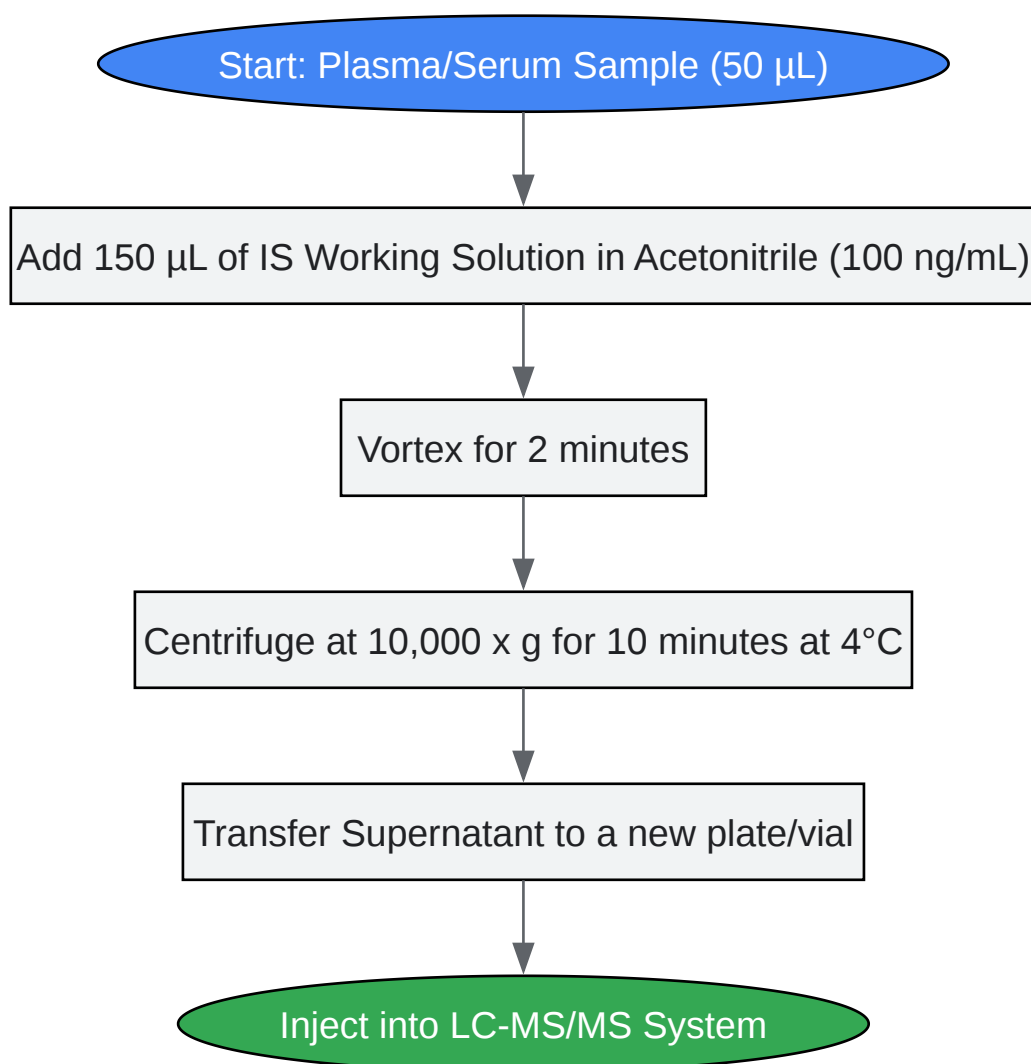 Start: Plasma/Serum Sample (50 µL)
Add 150 µL of IS Working Solution in Acetonitrile (100 ng/mL)
Vortex for 2 minutes
Centrifuge at 10,000 x g for 10 minutes at 4°C
Transfer Supernatant to a new plate/vial
Inject into LC-MS/MS System